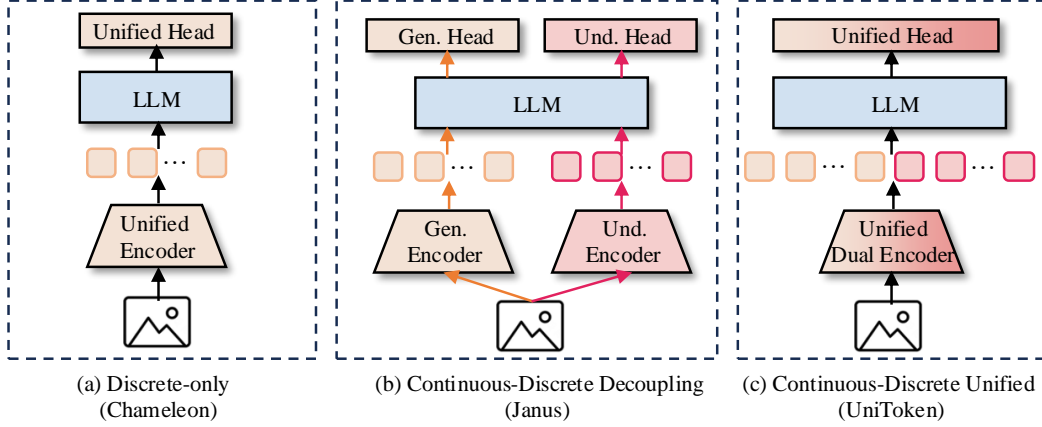 Unified Head
LLM
...
Unified
Encoder
(a) Discrete-only
(Chameleon)
Gen. Head
Und. Head
LLM
...
...
Gen.
Encoder
Und.
Encoder
(b) Continuous-Discrete Decoupling
(Janus)
Unified Head
LLM
...
...
Unified
Dual Encoder
(c) Continuous-Discrete Unified
(UniToken)